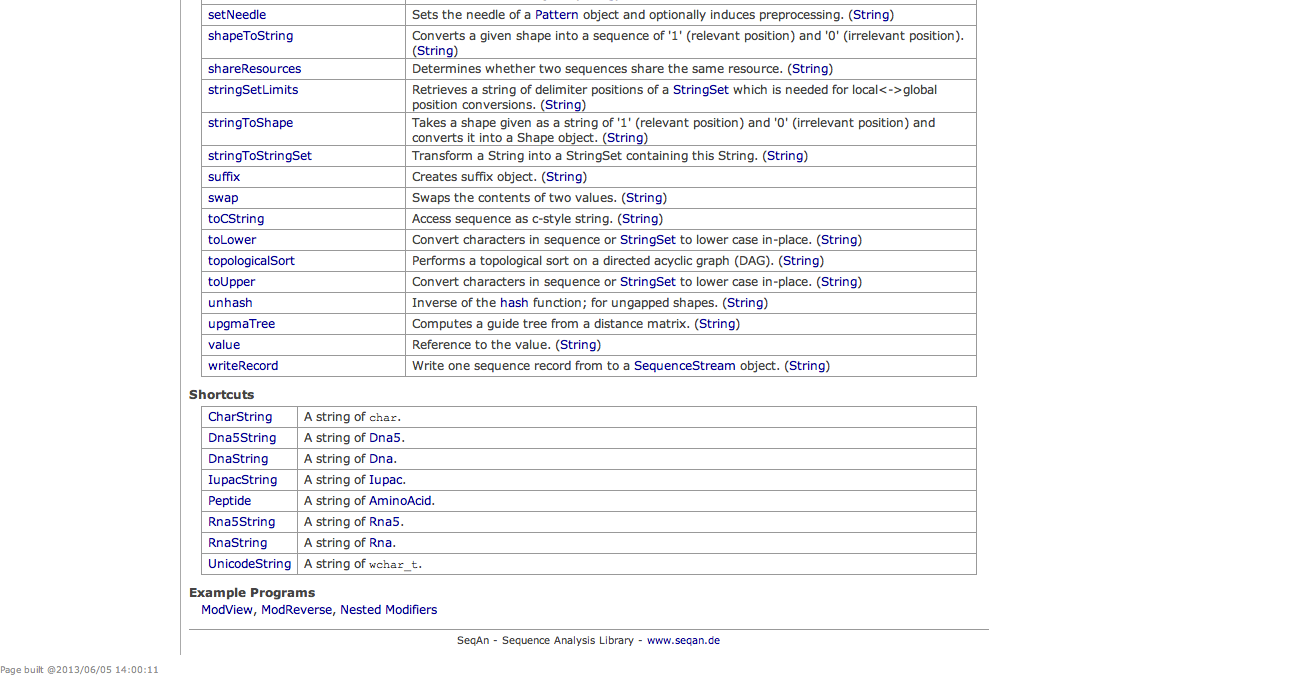 setNeedle Sets the needle of a Pattern object and optionally induces preprocessing. (String)
shapeToString Converts a given shape into a sequence of '1' (relevant position) and '0' (irrelevant position).
(String)
shareResources Determines whether two sequences share the same resource. (String)
stringSetLimits Retrieves a string of delimiter positions of a StringSet which is needed for local<->global
position conversions. (String)
stringToShape Takes a shape given as a string of '1' (relevant position) and '0' (irrelevant position) and
converts it into a Shape object. (String)
stringToStringSet Transform a String into a StringSet containing this String. (String)
suffix Creates suffix object. (String)
swap Swaps the contents of two values. (String)
toCString Access sequence as c-style string. (String)
toLower Convert characters in sequence or StringSet to lower case in-place. (String)
topologicalSort Performs a topological sort on a directed acyclic graph (DAG). (String)
toUpper Convert characters in sequence or StringSet to lower case in-place. (String)
unhash Inverse of the hash function; for ungapped shapes. (String)
upgmaTree Computes a guide tree from a distance matrix. (String)
value Reference to the value. (String)
writeRecord Write one sequence record from to a SequenceStream object. (String)
Shortcuts
CharString A string of char.
Dna5String A string of Dna5.
DnaString A string of Dna.
IupacString A string of Iupac.
Peptide A string of AminoAcid.
Rna5String A string of Rna5.
RnaString A string of Rna.
UnicodeString A string of wchar_t.
Example Programs
ModView, ModReverse, Nested Modifiers
SeqAn - Sequence Analysis Library - www.seqan.de
Page built @2013/06/05 14:00:11